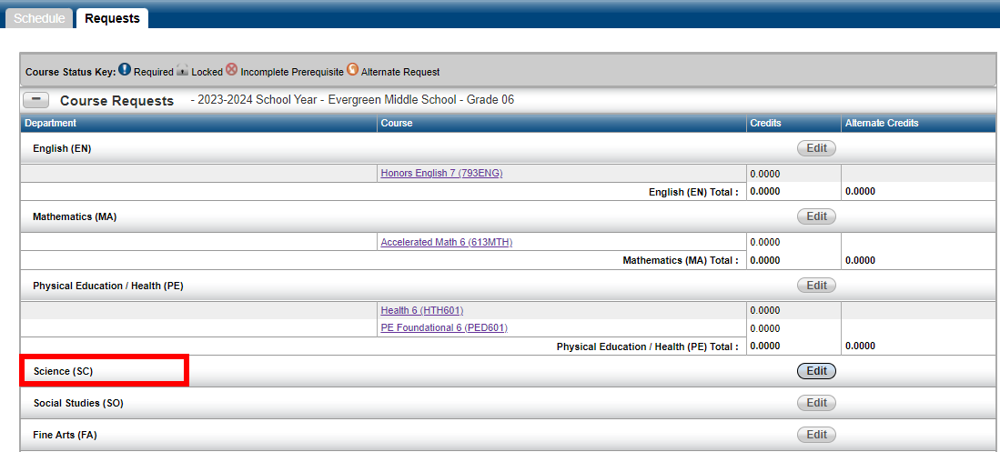 Schedule Requests
Course Status Key: Required Locked Incomplete Prerequisite Alternate Request
Course Requests - 2023-2024 School Year - Evergreen Middle School - Grade 06
Department Course Credits Alternate Credits
English (EN) Edit
Honors English 7 (793ENG) 0.0000
English (EN) Total : 0.0000 0.0000
Mathematics (MA) Edit
Accelerated Math 6 (613MTH) 0.0000
Mathematics (MA) Total : 0.0000 0.0000
Physical Education / Health (PE) Edit
Health 6 (HTH601) 0.0000
PE Foundational 6 (PED601) 0.0000
Physical Education / Health (PE) Total : 0.0000 0.0000
Science (SC) Edit
Social Studies (SO) Edit
Fine Arts (FA) Edit